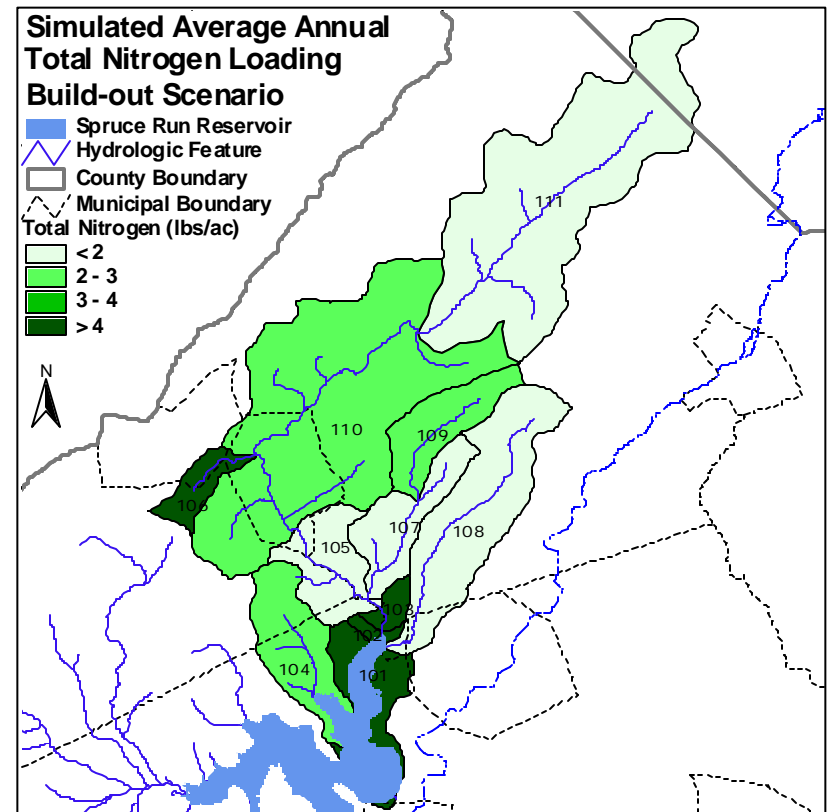 Simulated Average Annual
Total Nitrogen Loading
Build-out Scenario
Spruce Run Reservoir
Hydrologic Feature
County Boundary
Municipal Boundary
Total Nitrogen (lbs/ac)
< 2
2 - 3
3 - 4
> 4
N
111
110
109
106
107
108
105
103
102
104
101